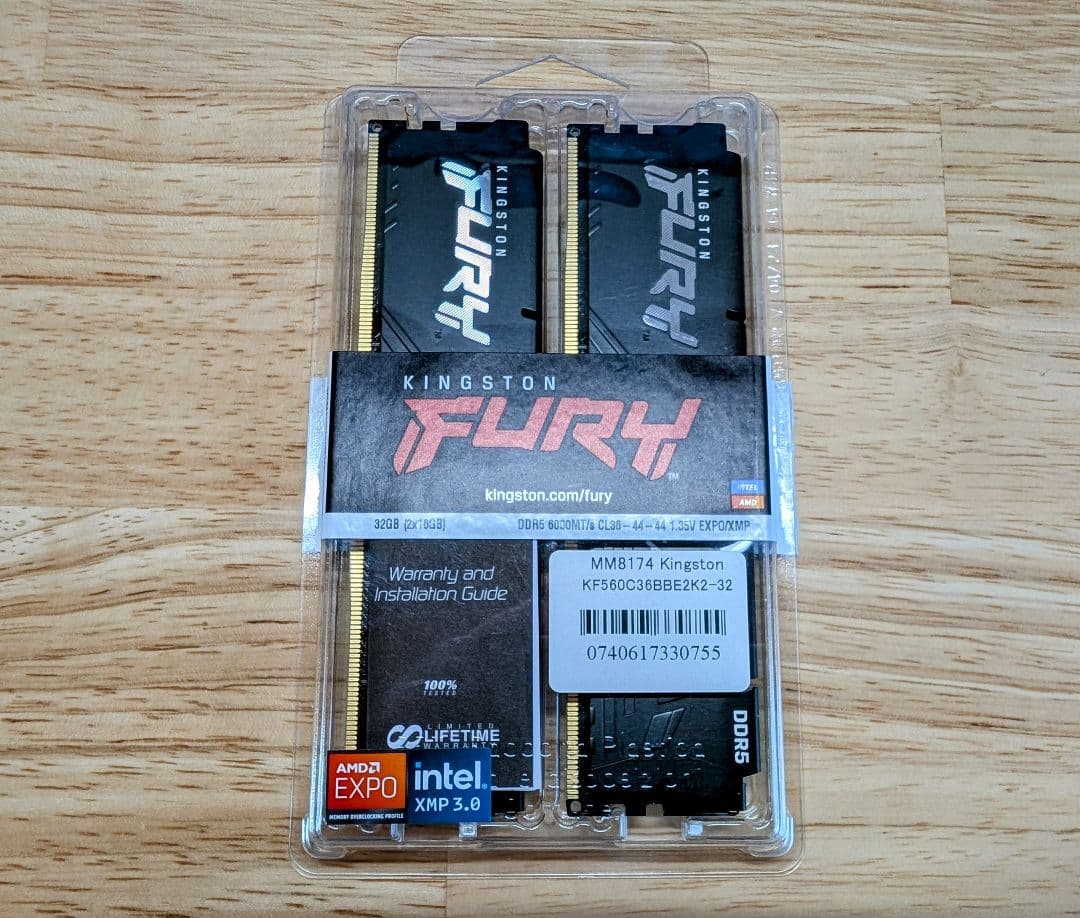 KINGSTON
FURY
KINGSTON
FURY
KINGSTON
FURY™
kingston.com/fury
INTEL
AMD
32GB (2x16GB)
DDR5 6000MT/s CL36-44-44 1.35V EXPO/XMP
Warranty and
Installation Guide
100%
TESTED
LIMITED
LIFETIME
WARRANTY
MM8174 Kingston
KF560C36BBE2K2-32
0740617330755
DDR5
AMD
EXPO
MEMORY OVERCLOCKING PROFILE
intel.
XMP 3.0